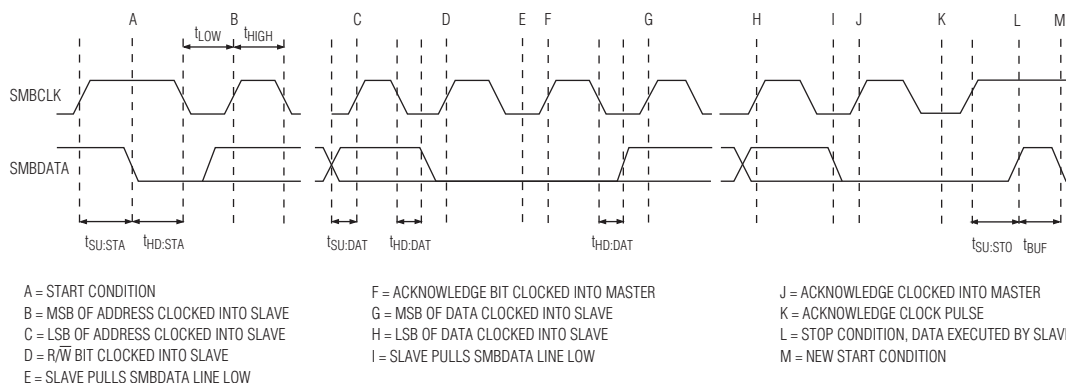 A B C D E F G H I J K L M
tLOW tHIGH
SMBCLK
SMBDATA
tSU:STA tHD:STA tSU:DAT tHD:DAT tHD:DAT tSU:STO tBUF
A = START CONDITION
B = MSB OF ADDRESS CLOCKED INTO SLAVE
C = LSB OF ADDRESS CLOCKED INTO SLAVE
D = R/W̅ BIT CLOCKED INTO SLAVE
E = SLAVE PULLS SMBDATA LINE LOW
F = ACKNOWLEDGE BIT CLOCKED INTO MASTER
G = MSB OF DATA CLOCKED INTO SLAVE
H = LSB OF DATA CLOCKED INTO SLAVE
I = SLAVE PULLS SMBDATA LINE LOW
J = ACKNOWLEDGE CLOCKED INTO MASTER
K = ACKNOWLEDGE CLOCK PULSE
L = STOP CONDITION, DATA EXECUTED BY SLAV
M = NEW START CONDITION